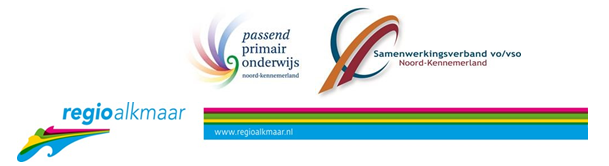 passend
primair
onderwijs
noord-kennemerland
Samenwerkingsverband vo/vso
Noord-Kennemerland
regioalkmaar
www.regioalkmaar.nl